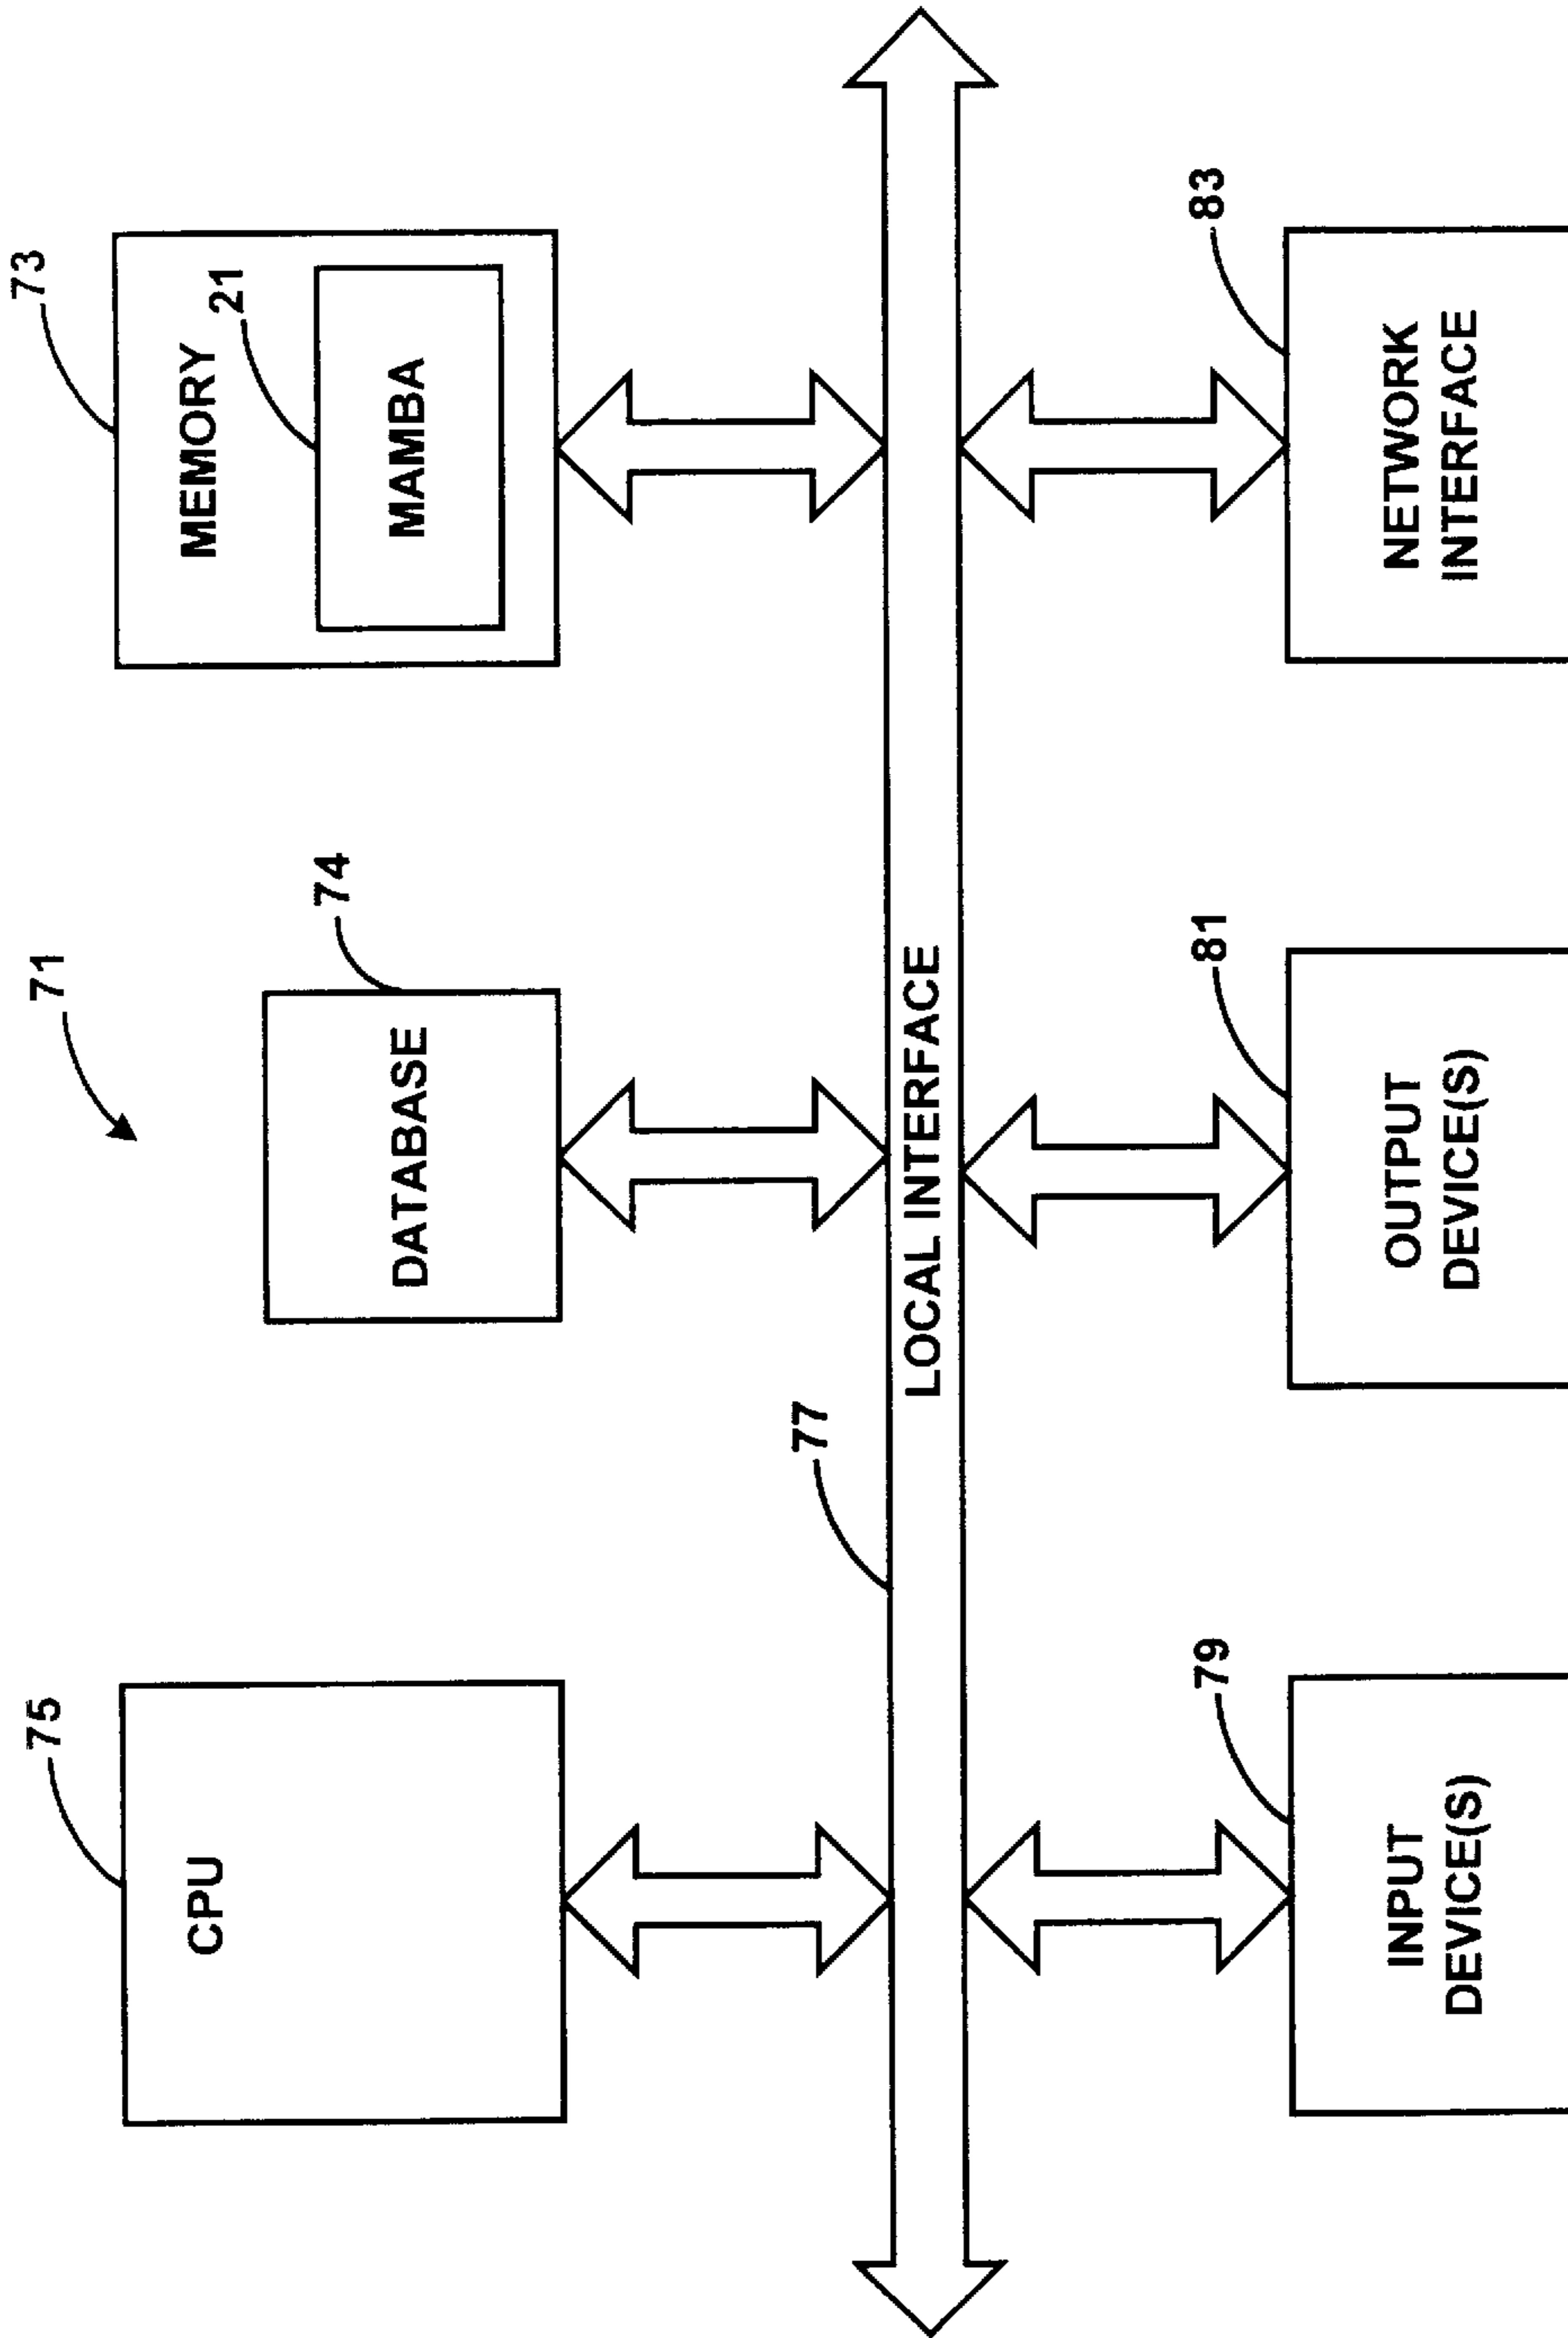 71
75
CPU
74
DATABASE
73
MEMORY
21
MAMBA
77
LOCAL INTERFACE
79
INPUT
DEVICE(S)
81
OUTPUT
DEVICE(S)
83
NETWORK
INTERFACE